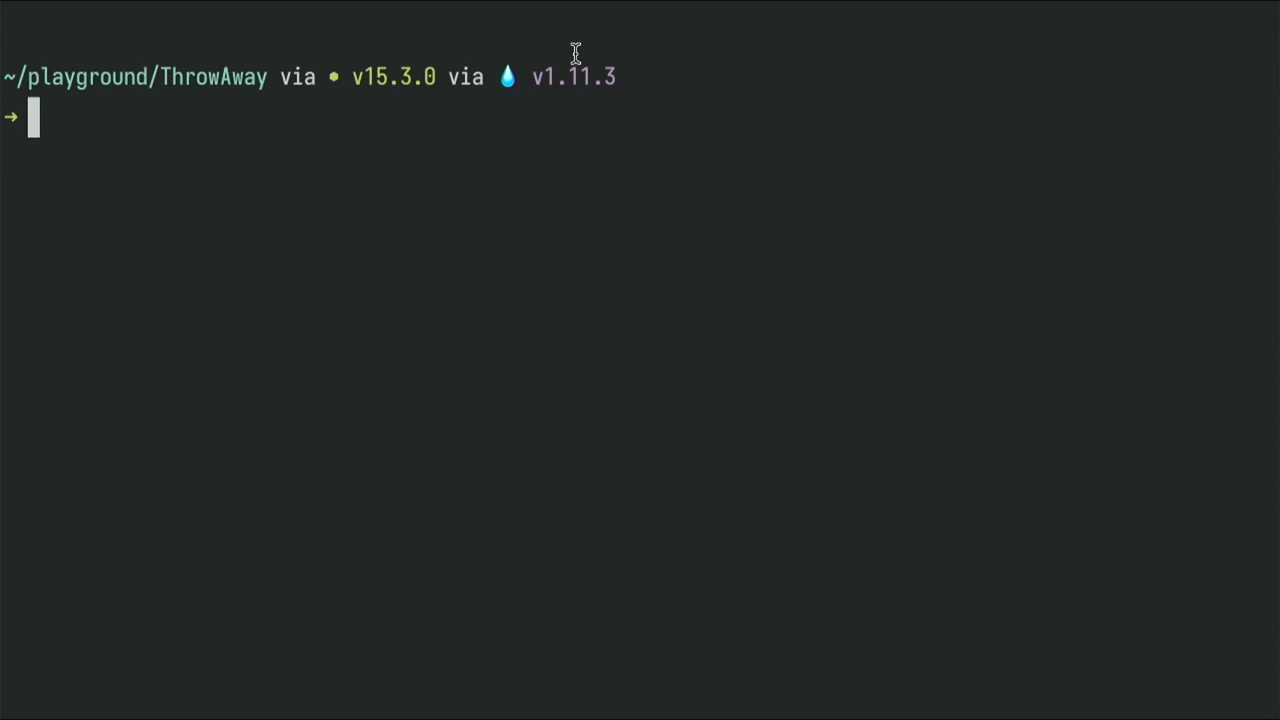 ~/playground/ThrowAway via • v15.3.0 via 💧 v1.11.3
→